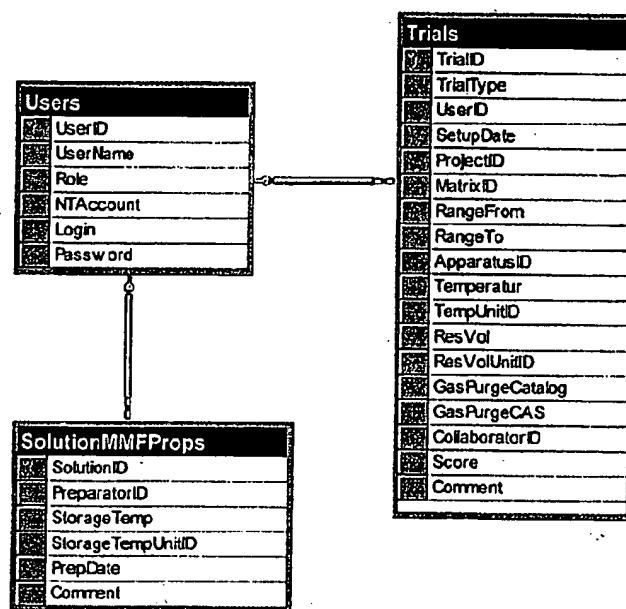 Users
UserID
UserName
Role
NTAccount
Login
Password
Trials
TrialID
TrialType
UserID
SetupDate
ProjectID
MatrixID
RangeFrom
RangeTo
ApparatusID
Temperatur
TempUnitID
ResVol
ResVolUnitID
GasPurgeCatalog
GasPurgeCAS
CollaboratorID
Score
Comment
SolutionMMFProps
SolutionID
PreparatorID
StorageTemp
StorageTempUnitID
PrepDate
Comment